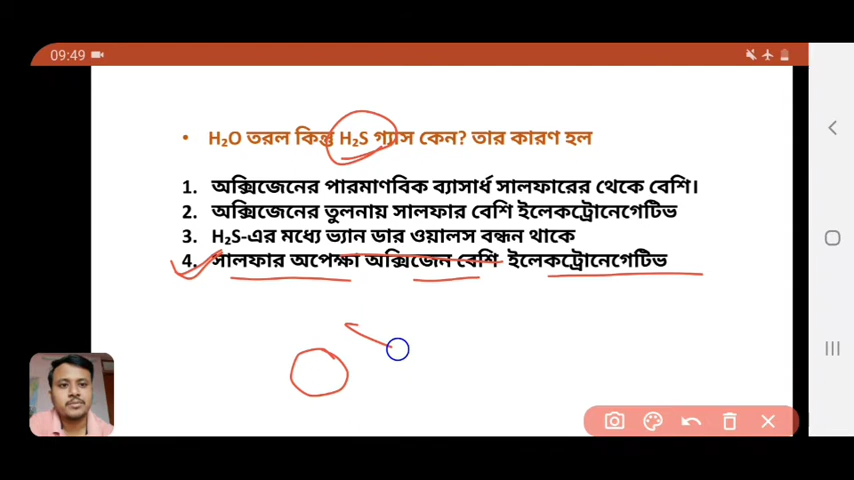 09:49
• H₂O তরল কিন্তু H₂S গ্যাস কেন? তার কারণ হল
1. অক্সিজেনের পারমাণবিক ব্যাসার্ধ সালফারের থেকে বেশি।
2. অক্সিজেনের তুলনায় সালফার বেশি ইলেকট্রোনেগেটিভ
3. H₂S-এর মধ্যে ভ্যান ডার ওয়ালস বন্ধন থাকে
4. সালফার অপেক্ষা অক্সিজেন বেশি ইলেকট্রোনেগেটিভ